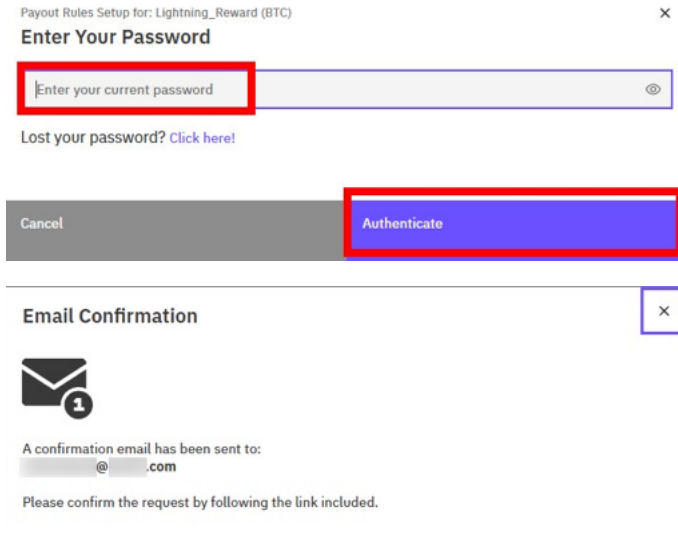 Payout Rules Setup for: Lightning_Reward (BTC)
Enter Your Password
Enter your current password
Lost your password? Click here!
Cancel
Authenticate
Email Confirmation
1
A confirmation email has been sent to:
@ .com
Please confirm the request by following the link included.